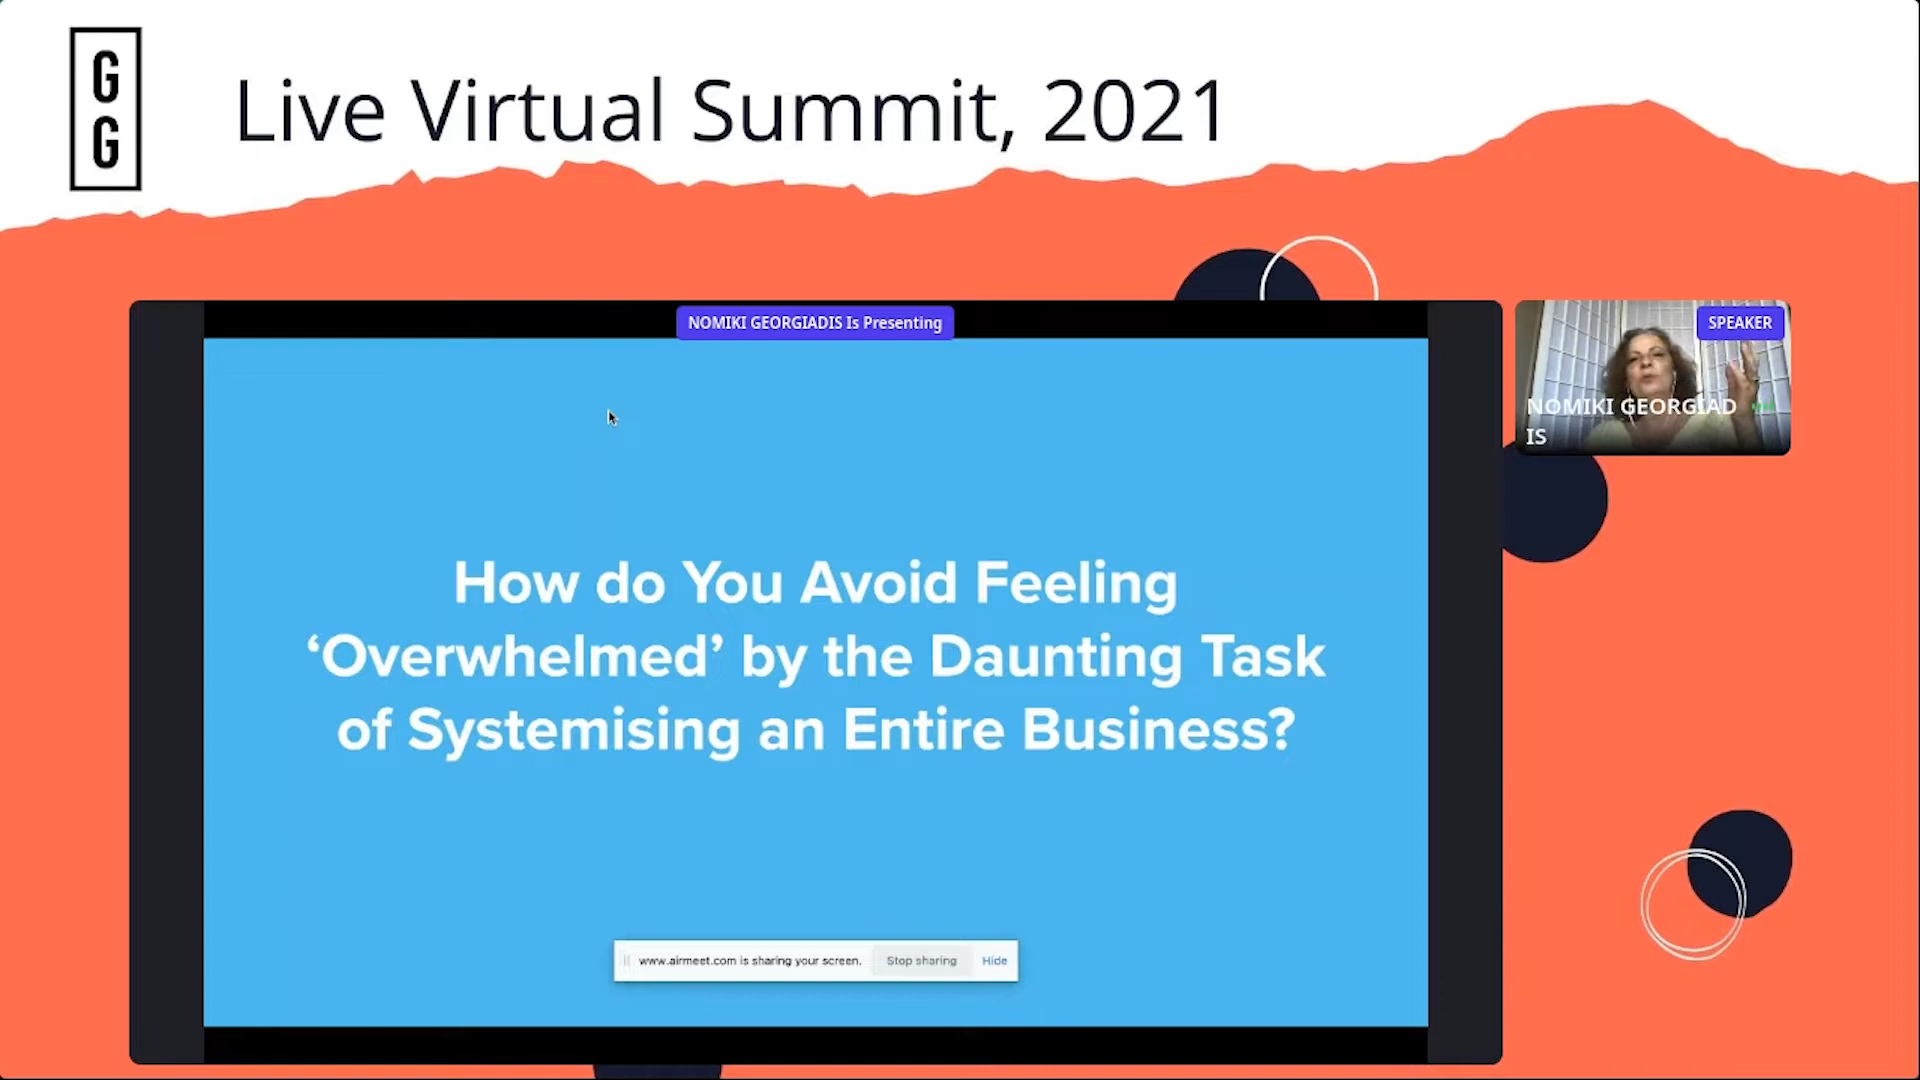 G
G
Live Virtual Summit, 2021
NOMIKI GEORGIADIS Is Presenting
SPEAKER
NOMIKI GEORGIAD
IS
How do You Avoid Feeling
‘Overwhelmed’ by the Daunting Task
of Systemising an Entire Business?
www.airmeet.com is sharing your screen. Stop sharing Hide